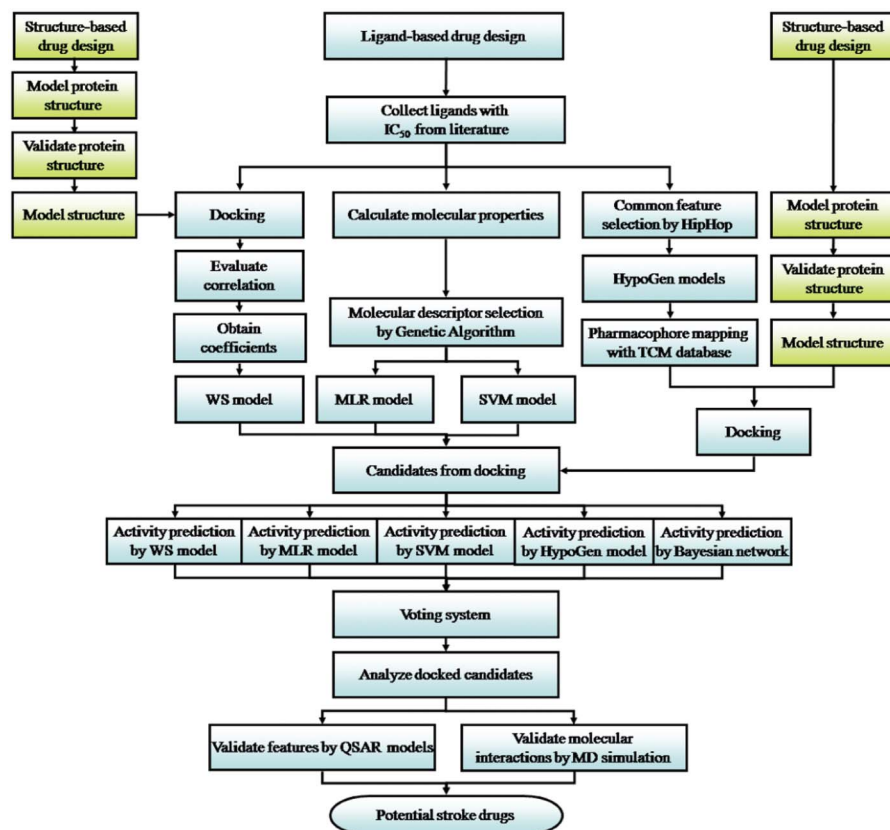 Structure-based
drug design
Ligand-based drug design
Structure-based
drug design
Model protein
structure
Collect ligands with
IC50 from literature
Validate protein
structure
Model structure
Docking
Calculate molecular properties
Common feature
selection by HipHop
Model protein
structure
Evaluate
correlation
HypoGen models
Validate protein
structure
Obtain
coefficients
Molecular descriptor selection
by Genetic Algorithm
Pharmacophore mapping
with TCM database
Model structure
WS model
MLR model
SVM model
Docking
Candidates from docking
Activity prediction
by WS model
Activity prediction
by MLR model
Activity prediction
by SVM model
Activity prediction
by HypoGen model
Activity prediction
by Bayesian network
Voting system
Analyze docked candidates
Validate features by QSAR models
Validate molecular
interactions by MD simulation
Potential stroke drugs